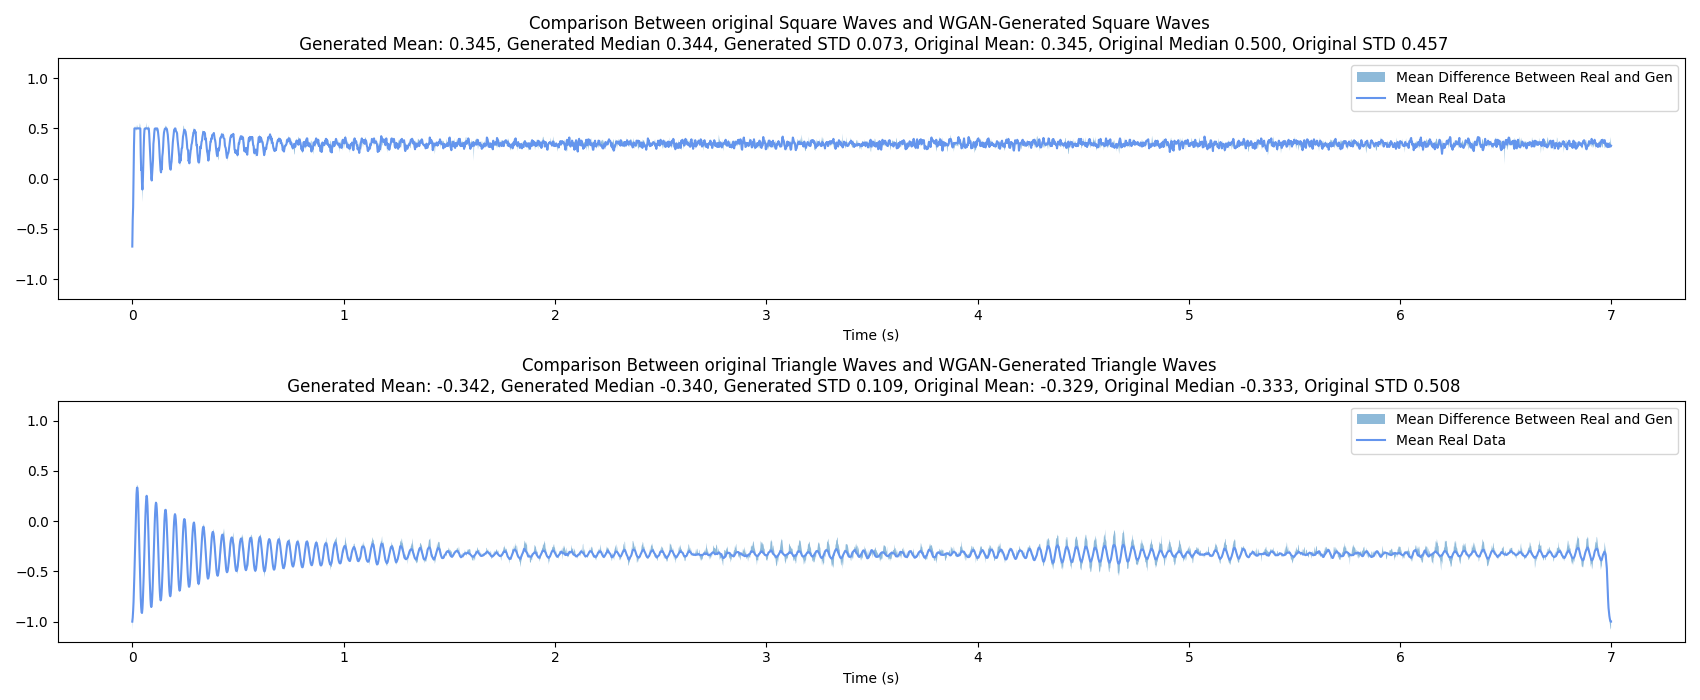 Comparison Between original Square Waves and WGAN-Generated Square Waves
Generated Mean: 0.345, Generated Median 0.344, Generated STD 0.073, Original Mean: 0.345, Original Median 0.500, Original STD 0.457
Mean Difference Between Real and Gen
Mean Real Data
1.0
0.5
0.0
−0.5
−1.0
0 1 2 3 4 5 6 7
Time (s)
Comparison Between original Triangle Waves and WGAN-Generated Triangle Waves
Generated Mean: -0.342, Generated Median -0.340, Generated STD 0.109, Original Mean: -0.329, Original Median -0.333, Original STD 0.508
Mean Difference Between Real and Gen
Mean Real Data
1.0
0.5
0.0
−0.5
−1.0
0 1 2 3 4 5 6 7
Time (s)